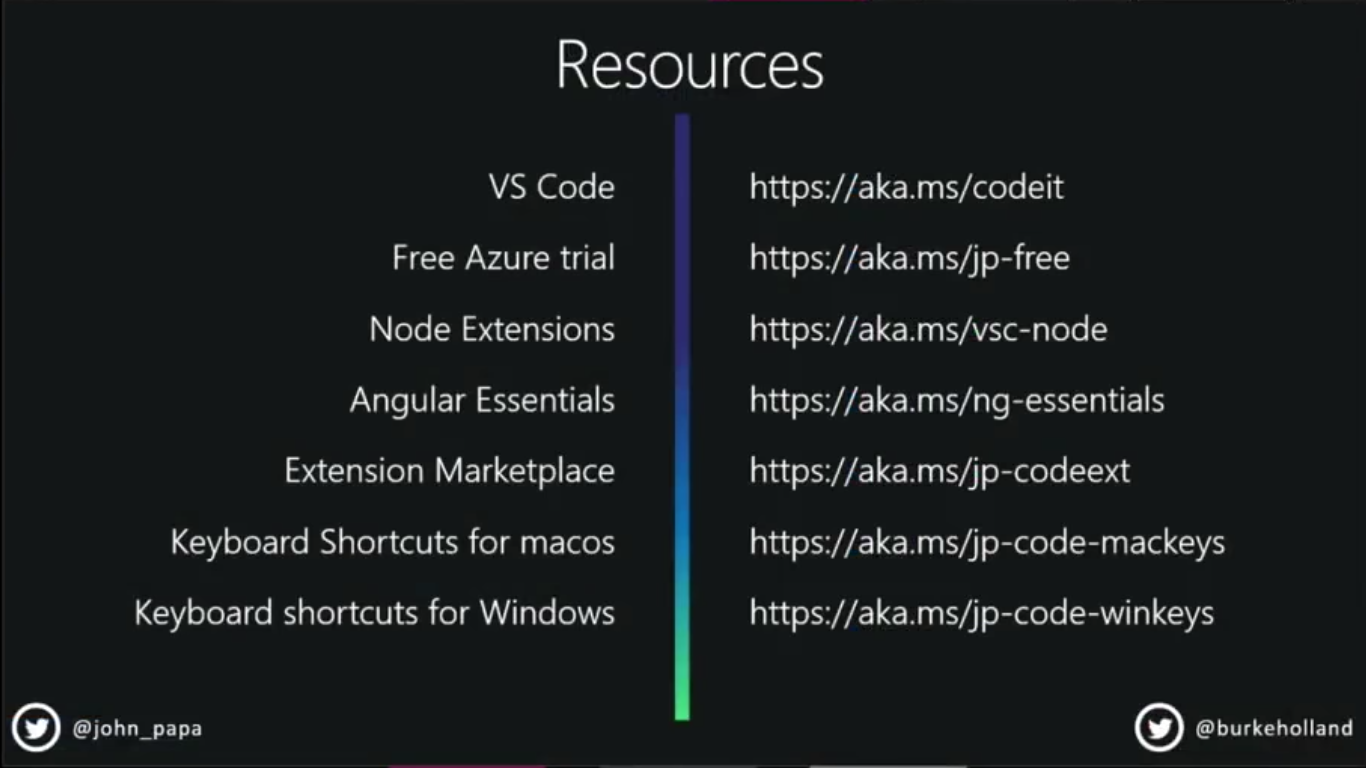 Resources
VS Code https://aka.ms/codeit
Free Azure trial https://aka.ms/jp-free
Node Extensions https://aka.ms/vsc-node
Angular Essentials https://aka.ms/ng-essentials
Extension Marketplace https://aka.ms/jp-codeext
Keyboard Shortcuts for macos https://aka.ms/jp-code-mackeys
Keyboard shortcuts for Windows https://aka.ms/jp-code-winkeys
@john_papa @burkeholland